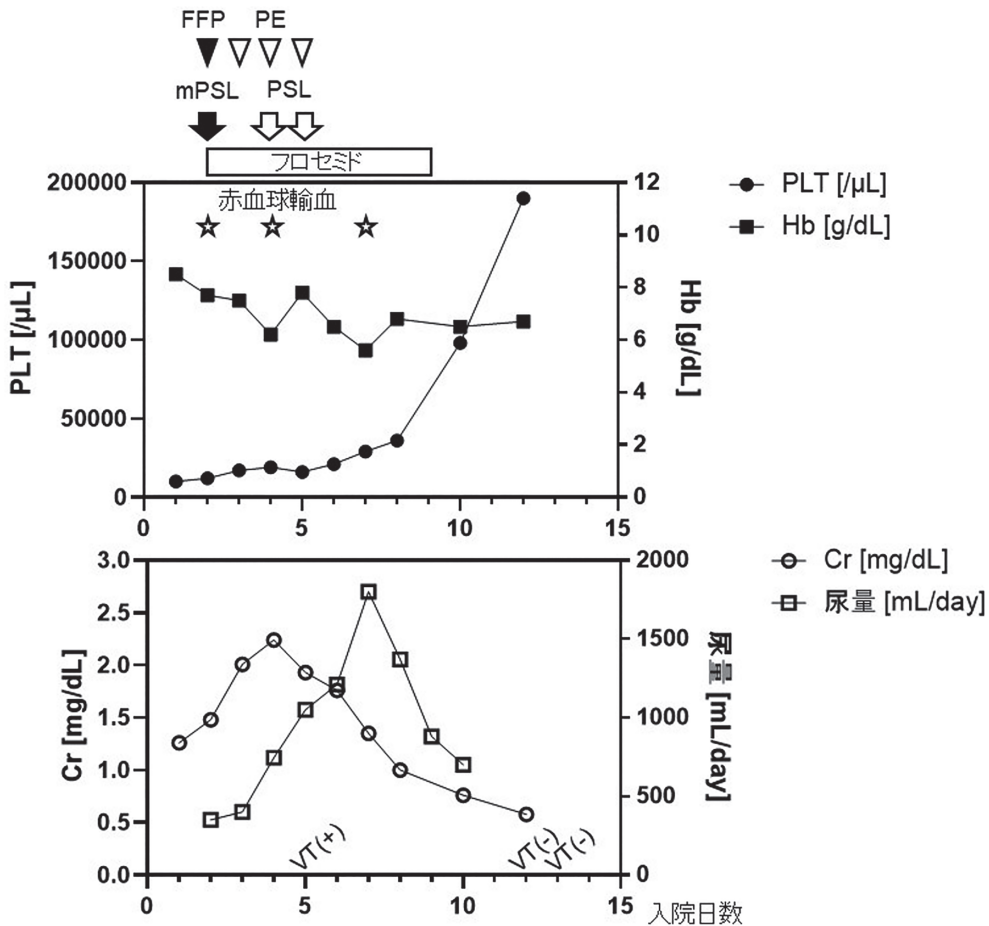 FFP PE
mPSL PSL
フロセミド
赤血球輸血
PLT [/μL]
Hb [g/dL]
PLT [/μL]
200000
150000
100000
50000
0
12
10
8
6
4
2
0
Hb [g/dL]
0 5 10 15
Cr [mg/dL]
尿量 [mL/day]
Cr [mg/dL]
3.0
2.5
2.0
1.5
1.0
0.5
0.0
2000
1500
1000
500
0
尿量 [mL/day]
VT(+)
VT(-)
VT(-)
0 5 10 15
入院日数